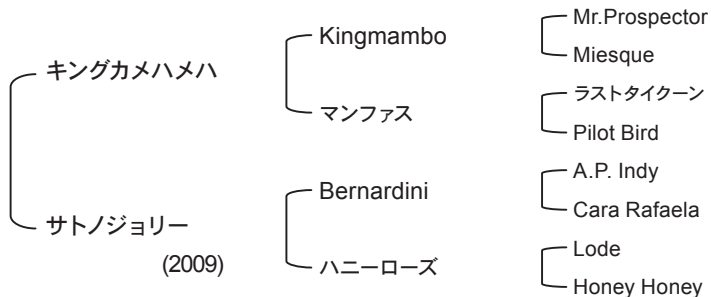 キングカメハメハ
サトノジョリー
(2009)
Kingmambo
マンファス
Bernardini
ハニーローズ
Mr.Prospector
Miesque
ラストタイクーン
Pilot Bird
A.P. Indy
Cara Rafaela
Lode
Honey Honey